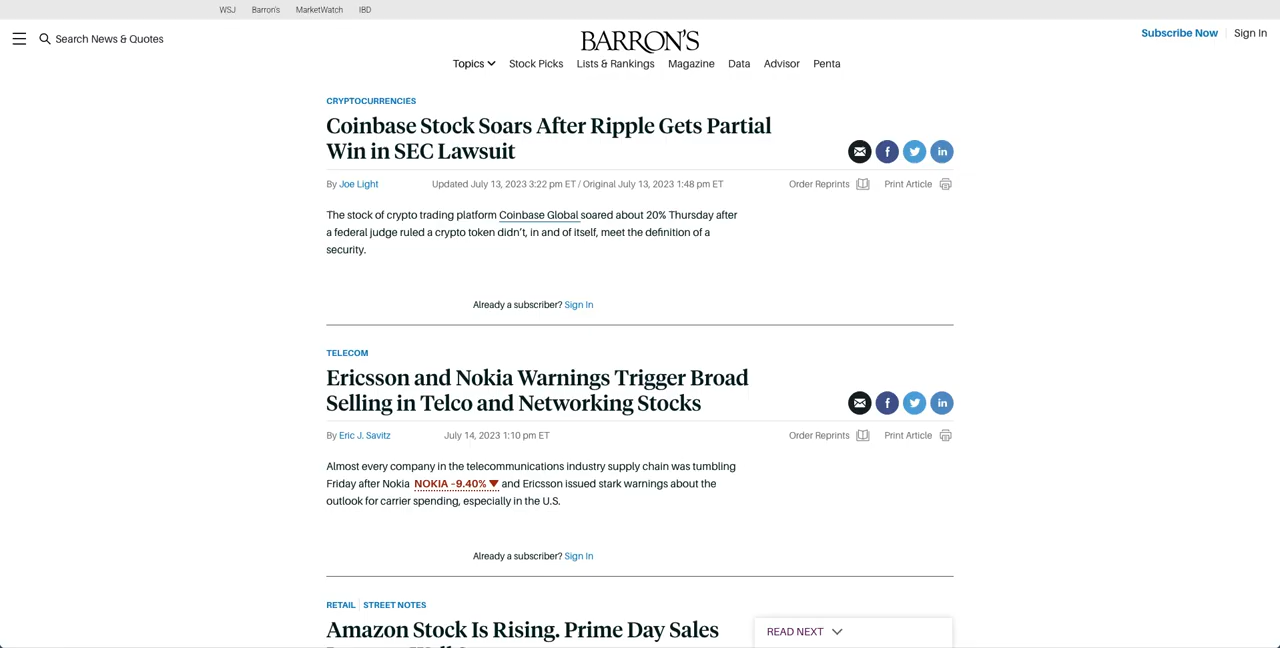 WSJ Barron's MarketWatch IBD
Search News & Quotes
BARRON'S
Subscribe Now Sign In
Topics Stock Picks Lists & Rankings Magazine Data Advisor Penta
CRYPTOCURRENCIES
Coinbase Stock Soars After Ripple Gets Partial
Win in SEC Lawsuit
f in
By Joe Light Updated July 13, 2023 3:22 pm ET / Original July 13, 2023 1:48 pm ET Order Reprints Print Article
The stock of crypto trading platform Coinbase Global soared about 20% Thursday after
a federal judge ruled a crypto token didn't, in and of itself, meet the definition of a
security.
Already a subscriber? Sign In
TELECOM
Ericsson and Nokia Warnings Trigger Broad
Selling in Telco and Networking Stocks
f in
By Eric J. Savitz July 14, 2023 1:10 pm ET Order Reprints Print Article
Almost every company in the telecommunications industry supply chain was tumbling
Friday after Nokia NOKIA -9.40% ▼ and Ericsson issued stark warnings about the
outlook for carrier spending, especially in the U.S.
Already a subscriber? Sign In
RETAIL STREET NOTES
Amazon Stock Is Rising. Prime Day Sales
READ NEXT